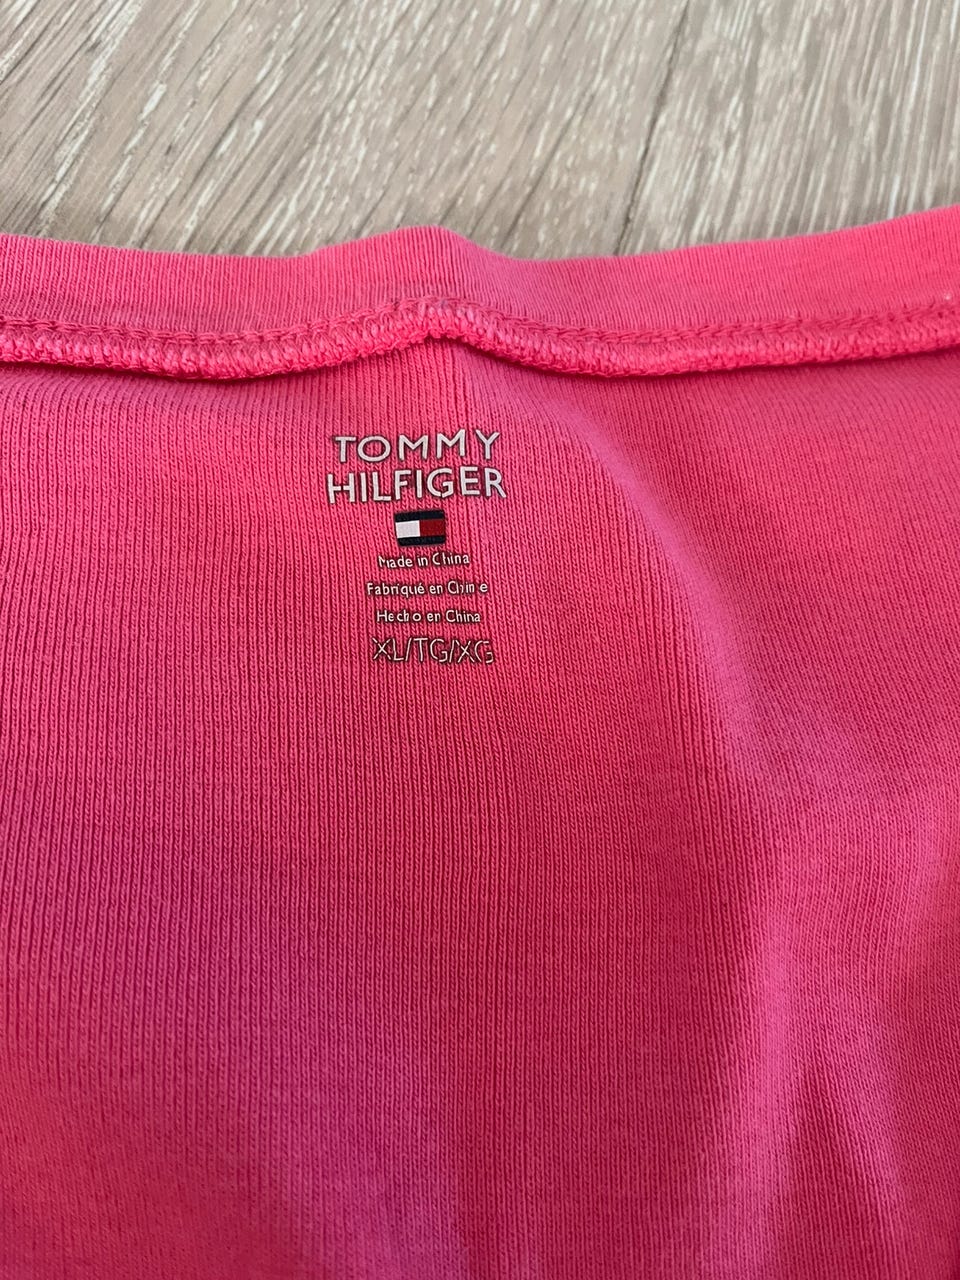 TOMMY
HILFIGER
Made in China
Fabriqué en Chine
Hecho en China
XL/TG/XG